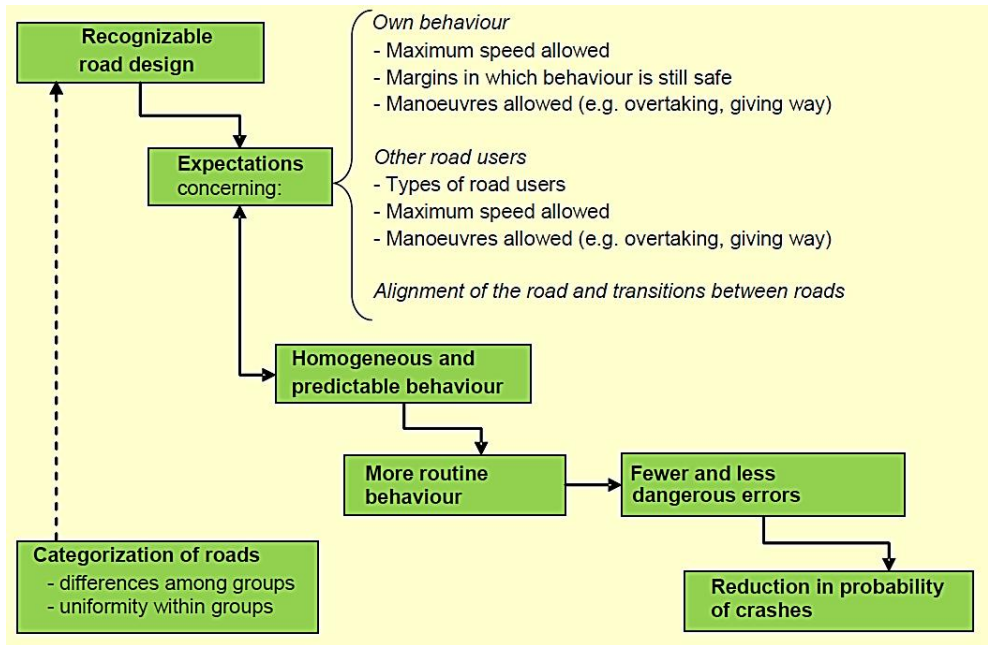 Recognizable
road design
Own behaviour
- Maximum speed allowed
- Margins in which behaviour is still safe
- Manoeuvres allowed (e.g. overtaking, giving way)
Expectations
concerning:
Other road users
- Types of road users
- Maximum speed allowed
- Manoeuvres allowed (e.g. overtaking, giving way)
Alignment of the road and transitions between roads
Homogeneous and
predictable behaviour
More routine
behaviour
Fewer and less
dangerous errors
Categorization of roads
- differences among groups
- uniformity within groups
Reduction in probability
of crashes